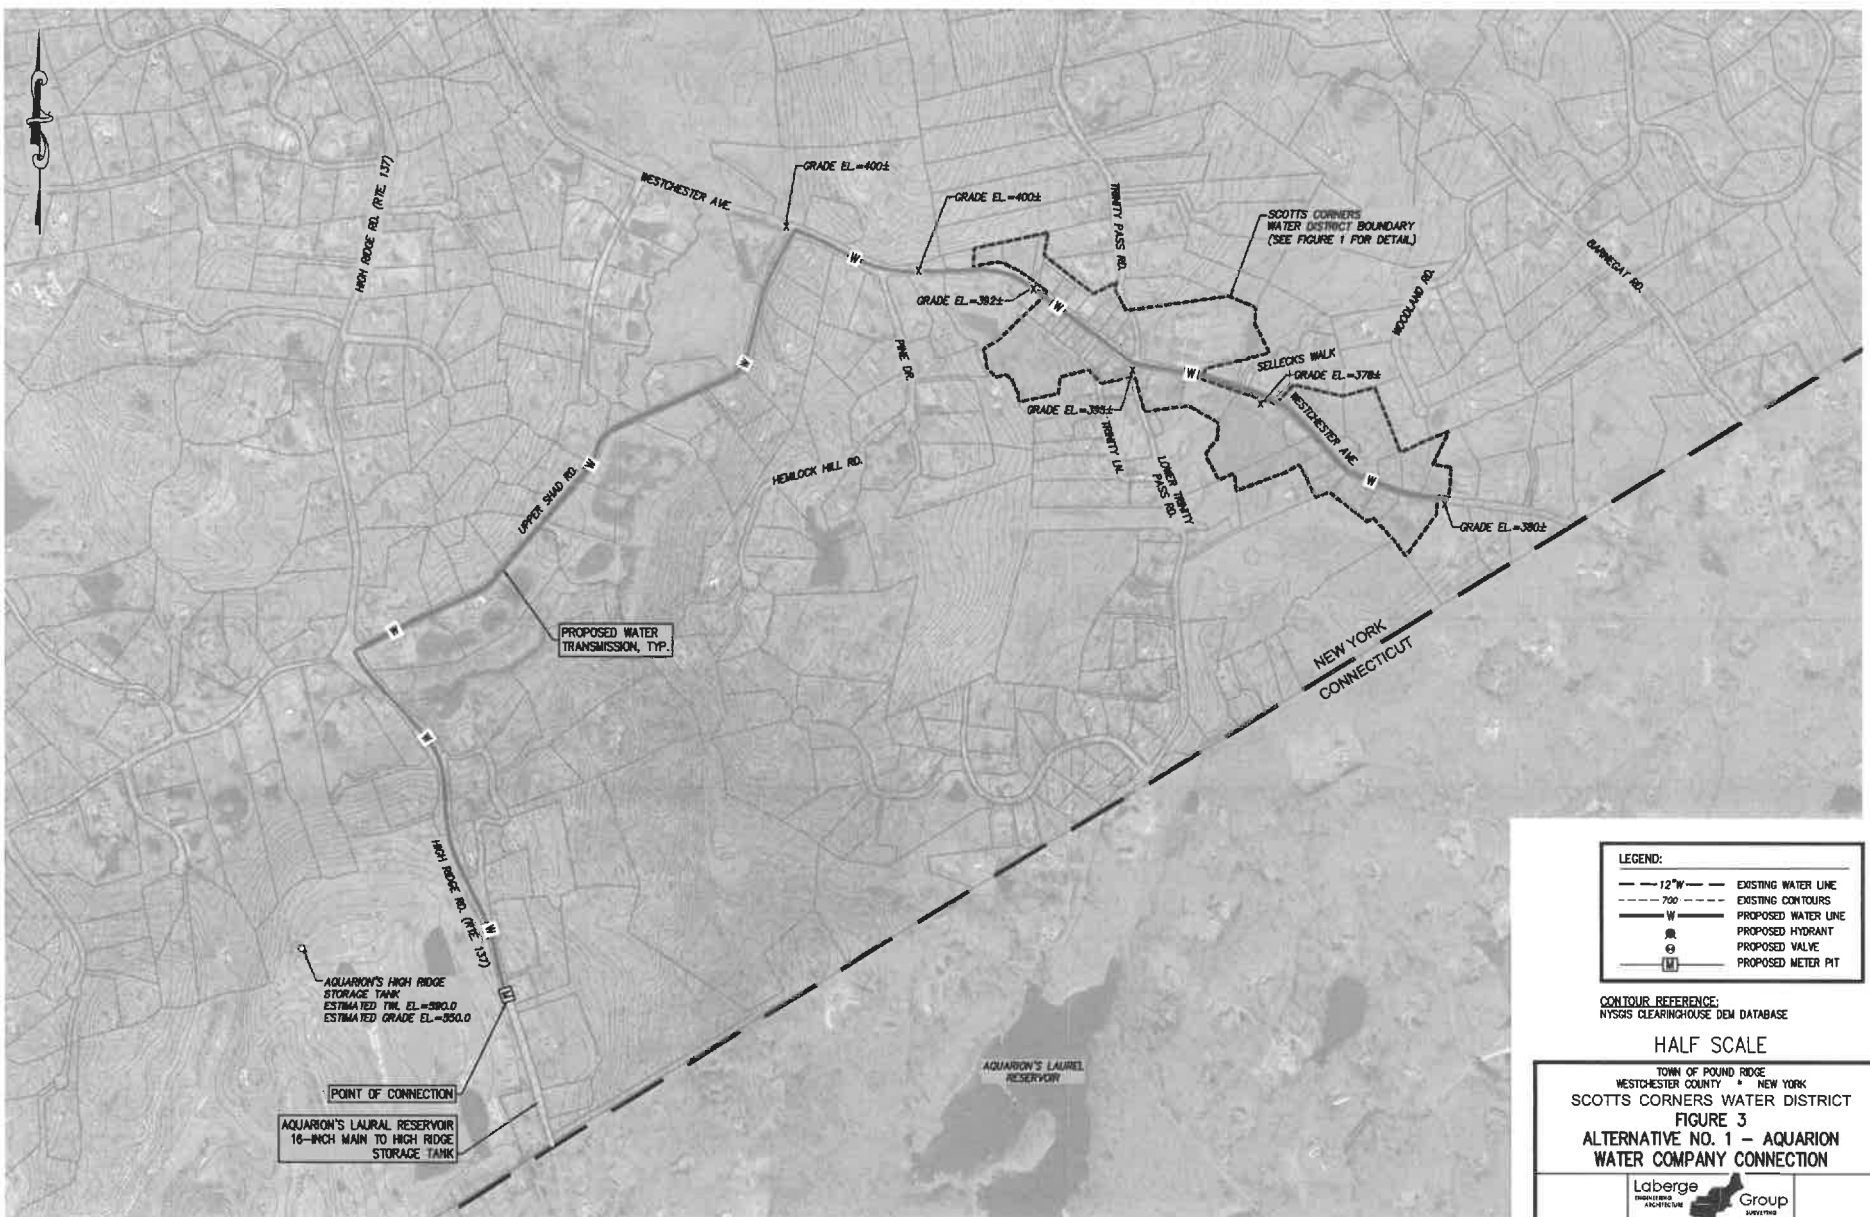 HIGH RIDGE RD. (RTE. 137)
WESTCHESTER AVE.
GRADE EL.=400±
GRADE EL.=400±
TRINITY PASS RD.
SCOTTS CORNERS
WATER DISTRICT BOUNDARY
(SEE FIGURE 1 FOR DETAIL)
BARNEGAT RD.
WOODLAND RD.
W
GRADE EL.=392±
W
PINE DR.
SELLECKS WALK
W
W
GRADE EL.=378±
GRADE EL.=395±
WESTCHESTER AVE.
TRINITY LN.
LOWER TRINITY
PASS RD.
HEMLOCK HILL RD.
W
UPPER SHAD RD.
W
GRADE EL.=380±
W
PROPOSED WATER
TRANSMISSION, TYP.
NEW YORK
CONNECTICUT
W
HIGH RIDGE RD. (RTE. 137)
W
AQUARION'S HIGH RIDGE
STORAGE TANK
ESTIMATED TWL EL.=590.0
ESTIMATED GRADE EL.=550.0
M
POINT OF CONNECTION
AQUARION'S LAURAL RESERVOIR
16-INCH MAIN TO HIGH RIDGE
STORAGE TANK
AQUARION'S LAUREL
RESERVOIR
LEGEND:
12"W EXISTING WATER LINE
700 EXISTING CONTOURS
W PROPOSED WATER LINE
PROPOSED HYDRANT
PROPOSED VALVE
M PROPOSED METER PIT
CONTOUR REFERENCE:
NYSGIS CLEARINGHOUSE DEM DATABASE
HALF SCALE
TOWN OF POUND RIDGE
WESTCHESTER COUNTY * NEW YORK
SCOTTS CORNERS WATER DISTRICT
FIGURE 3
ALTERNATIVE NO. 1 - AQUARION
WATER COMPANY CONNECTION
Laberge
Group
ENGINEERING
ARCHITECTURE
SURVEYING